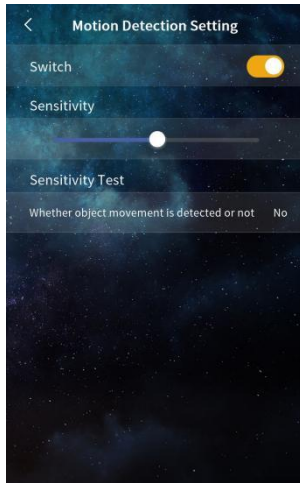 Motion Detection Setting
Switch
Sensitivity
Sensitivity Test
Whether object movement is detected or not No